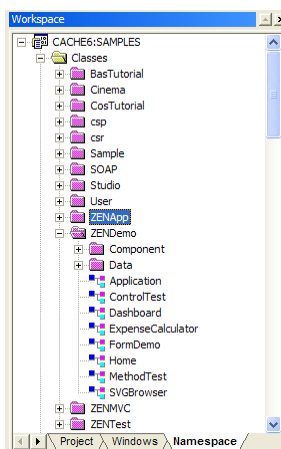 Workspace
CACHE6:SAMPLES
Classes
BasTutorial
Cinema
CosTutorial
csp
csr
Sample
SOAP
Studio
User
ZENApp
ZENDemo
Component
Data
Application
ControlTest
Dashboard
ExpenseCalculator
FormDemo
Home
MethodTest
SVGBrowser
ZENMVC
ZENTest
Project Windows Namespace